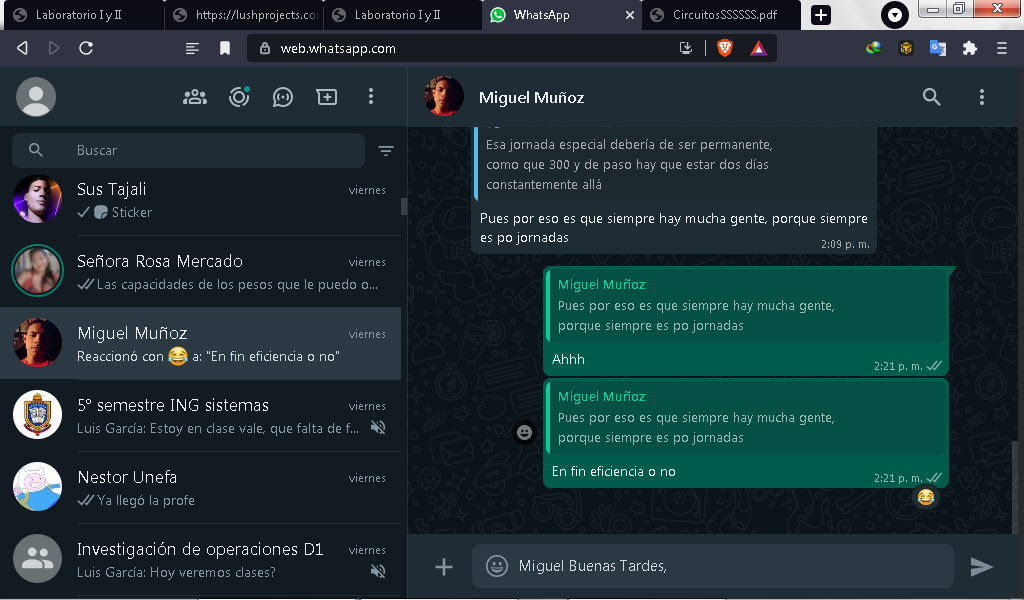 Laboratorio I y II
https://lushprojects.co
Laboratorio I y II
WhatsApp
CircuitosSSSSSS.pdf
web.whatsapp.com
Buscar
Sus Tajali
viernes
Sticker
Señora Rosa Mercado
viernes
Las capacidades de los pesos que le puedo o...
Miguel Muñoz
viernes
Reaccionó con 😂 a: "En fin eficiencia o no"
5° semestre ING sistemas
viernes
Luis García: Estoy en clase vale, que falta de f...
Nestor Unefa
viernes
Ya llegó la profe
Investigación de operaciones D1
viernes
Luis García: Hoy veremos clases?
Miguel Muñoz
Esa jornada especial debería de ser permanente,
como que 300 y de paso hay que estar dos días
constantemente allá
Pues por eso es que siempre hay mucha gente, porque siempre
es po jornadas
2:09 p. m.
Miguel Muñoz
Pues por eso es que siempre hay mucha gente,
porque siempre es po jornadas
Ahhh
2:21 p. m.
Miguel Muñoz
Pues por eso es que siempre hay mucha gente,
porque siempre es po jornadas
En fin eficiencia o no
2:21 p. m.
😂
Miguel Buenas Tardes,